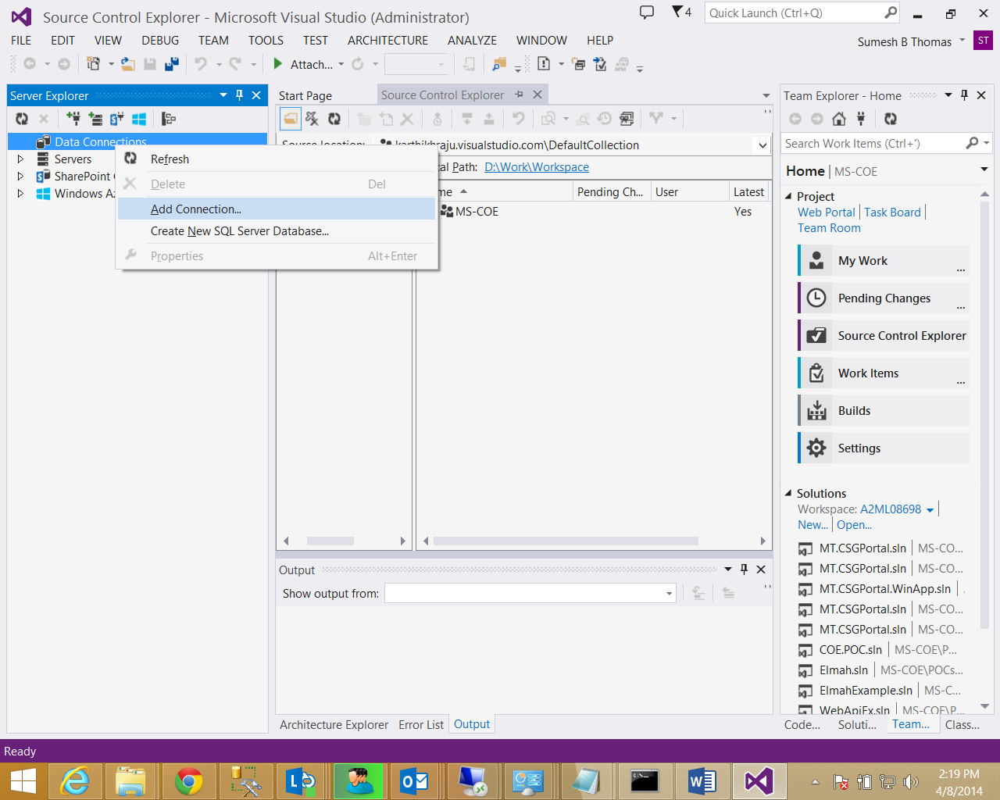 Source Control Explorer - Microsoft Visual Studio (Administrator)
4
Quick Launch (Ctrl+Q)
FILE EDIT VIEW DEBUG TEAM TOOLS TEST ARCHITECTURE ANALYZE WINDOW HELP
Sumesh B Thomas
ST
Attach...
Server Explorer
Data Connections
Servers
SharePoint
Windows
Refresh
Delete Del
Add Connection...
Create New SQL Server Database...
Properties Alt+Enter
Start Page
Source Control Explorer
Source location: karthikbraju.visualstudio.com\DefaultCollection
Path: D:\Work\Workspace
Pending Ch... User Latest
MS-COE Yes
Output
Show output from:
Architecture Explorer Error List Output
Team Explorer - Home
Search Work Items (Ctrl+')
Home | MS-COE
Project
Web Portal | Task Board |
Team Room
My Work ...
Pending Changes ...
Source Control Explorer
Work Items ...
Builds
Settings
Solutions
Workspace: A2ML08698
New... | Open...
MT.CSGPortal.sln | MS-CO...
MT.CSGPortal.sln | MS-CO...
MT.CSGPortal.WinApp.sln | .
MT.CSGPortal.sln | MS-CO...
MT.CSGPortal.sln | MS-CO...
COE.POC.sln | MS-COE\P...
Elmah.sln | MS-COE\POCs...
ElmahExample.sln | MS-C...
WebApiEx.sln | MS-COE\P...
Code... Soluti... Team... Class...
Ready
2:19 PM
4/8/2014